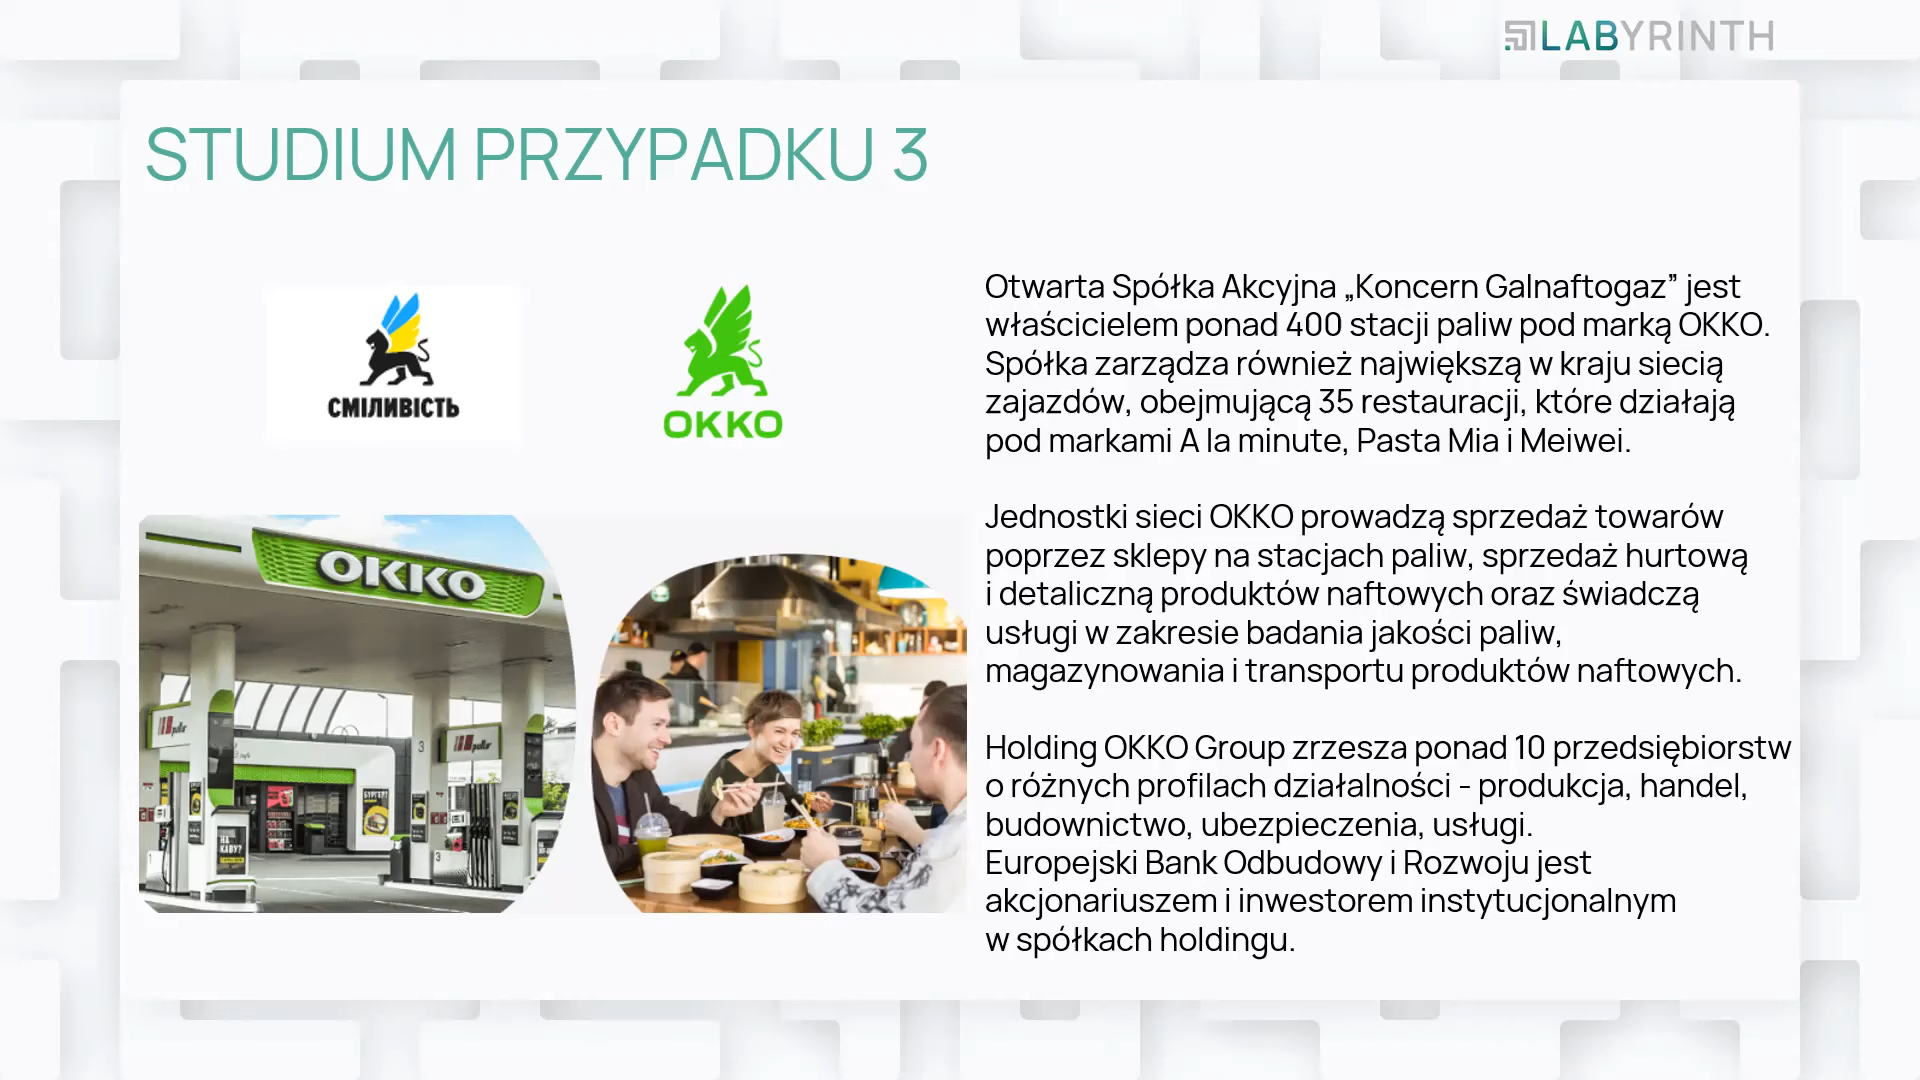 LABYRINTH
STUDIUM PRZYPADKU 3
СМІЛИВІСТЬ
OKKO
OKKO
Otwarta Spółka Akcyjna „Koncern Galnaftogaz” jest
właścicielem ponad 400 stacji paliw pod marką OKKO.
Spółka zarządza również największą w kraju siecią
zajazdów, obejmującą 35 restauracji, które działają
pod markami A la minute, Pasta Mia i Meiwei.
Jednostki sieci OKKO prowadzą sprzedaż towarów
poprzez sklepy na stacjach paliw, sprzedaż hurtową
i detaliczną produktów naftowych oraz świadczą
usługi w zakresie badania jakości paliw,
magazynowania i transportu produktów naftowych.
Holding OKKO Group zrzesza ponad 10 przedsiębiorstw
o różnych profilach działalności - produkcja, handel,
budownictwo, ubezpieczenia, usługi.
Europejski Bank Odbudowy i Rozwoju jest
akcjonariuszem i inwestorem instytucjonalnym
w spółkach holdingu.